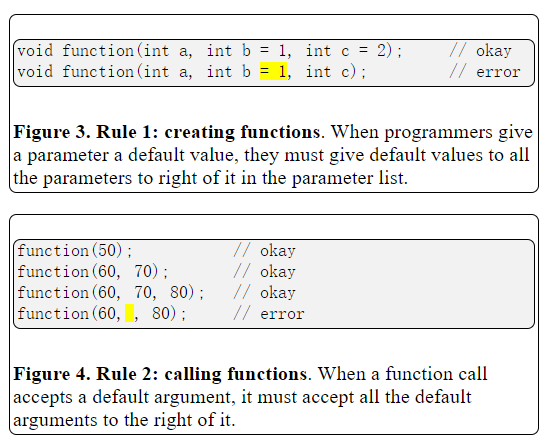 void function(int a, int b = 1, int c = 2); // okay
void function(int a, int b = 1, int c); // error
Figure 3. Rule 1: creating functions. When programmers give
a parameter a default value, they must give default values to all
the parameters to right of it in the parameter list.
function(50); // okay
function(60, 70); // okay
function(60, 70, 80); // okay
function(60, , 80); // error
Figure 4. Rule 2: calling functions. When a function call
accepts a default argument, it must accept all the default
arguments to the right of it.